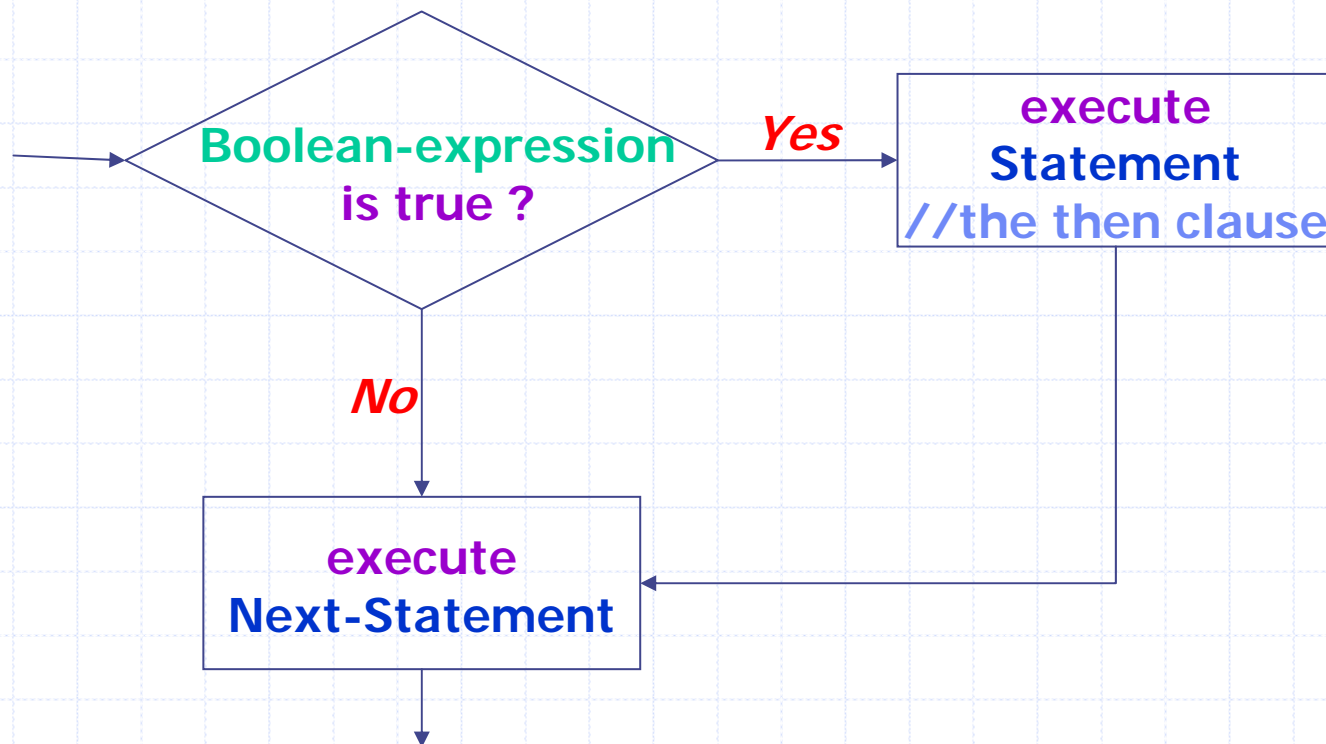 Boolean-expression
is true ?
Yes
execute
Statement
//the then clause
No
execute
Next-Statement